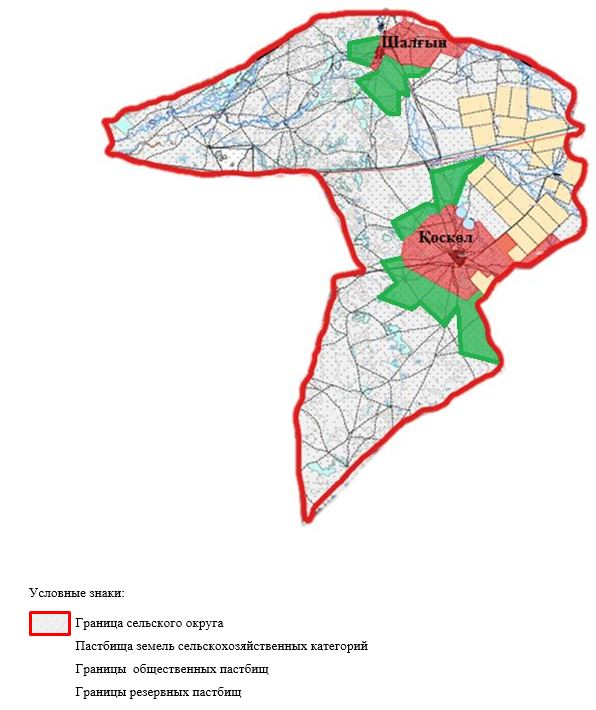 Шалғын
Қоскөл
Условные знаки:
Граница сельского округа
Пастбища земель сельскохозяйственных категорий
Границы общественных пастбищ
Границы резервных пастбищ